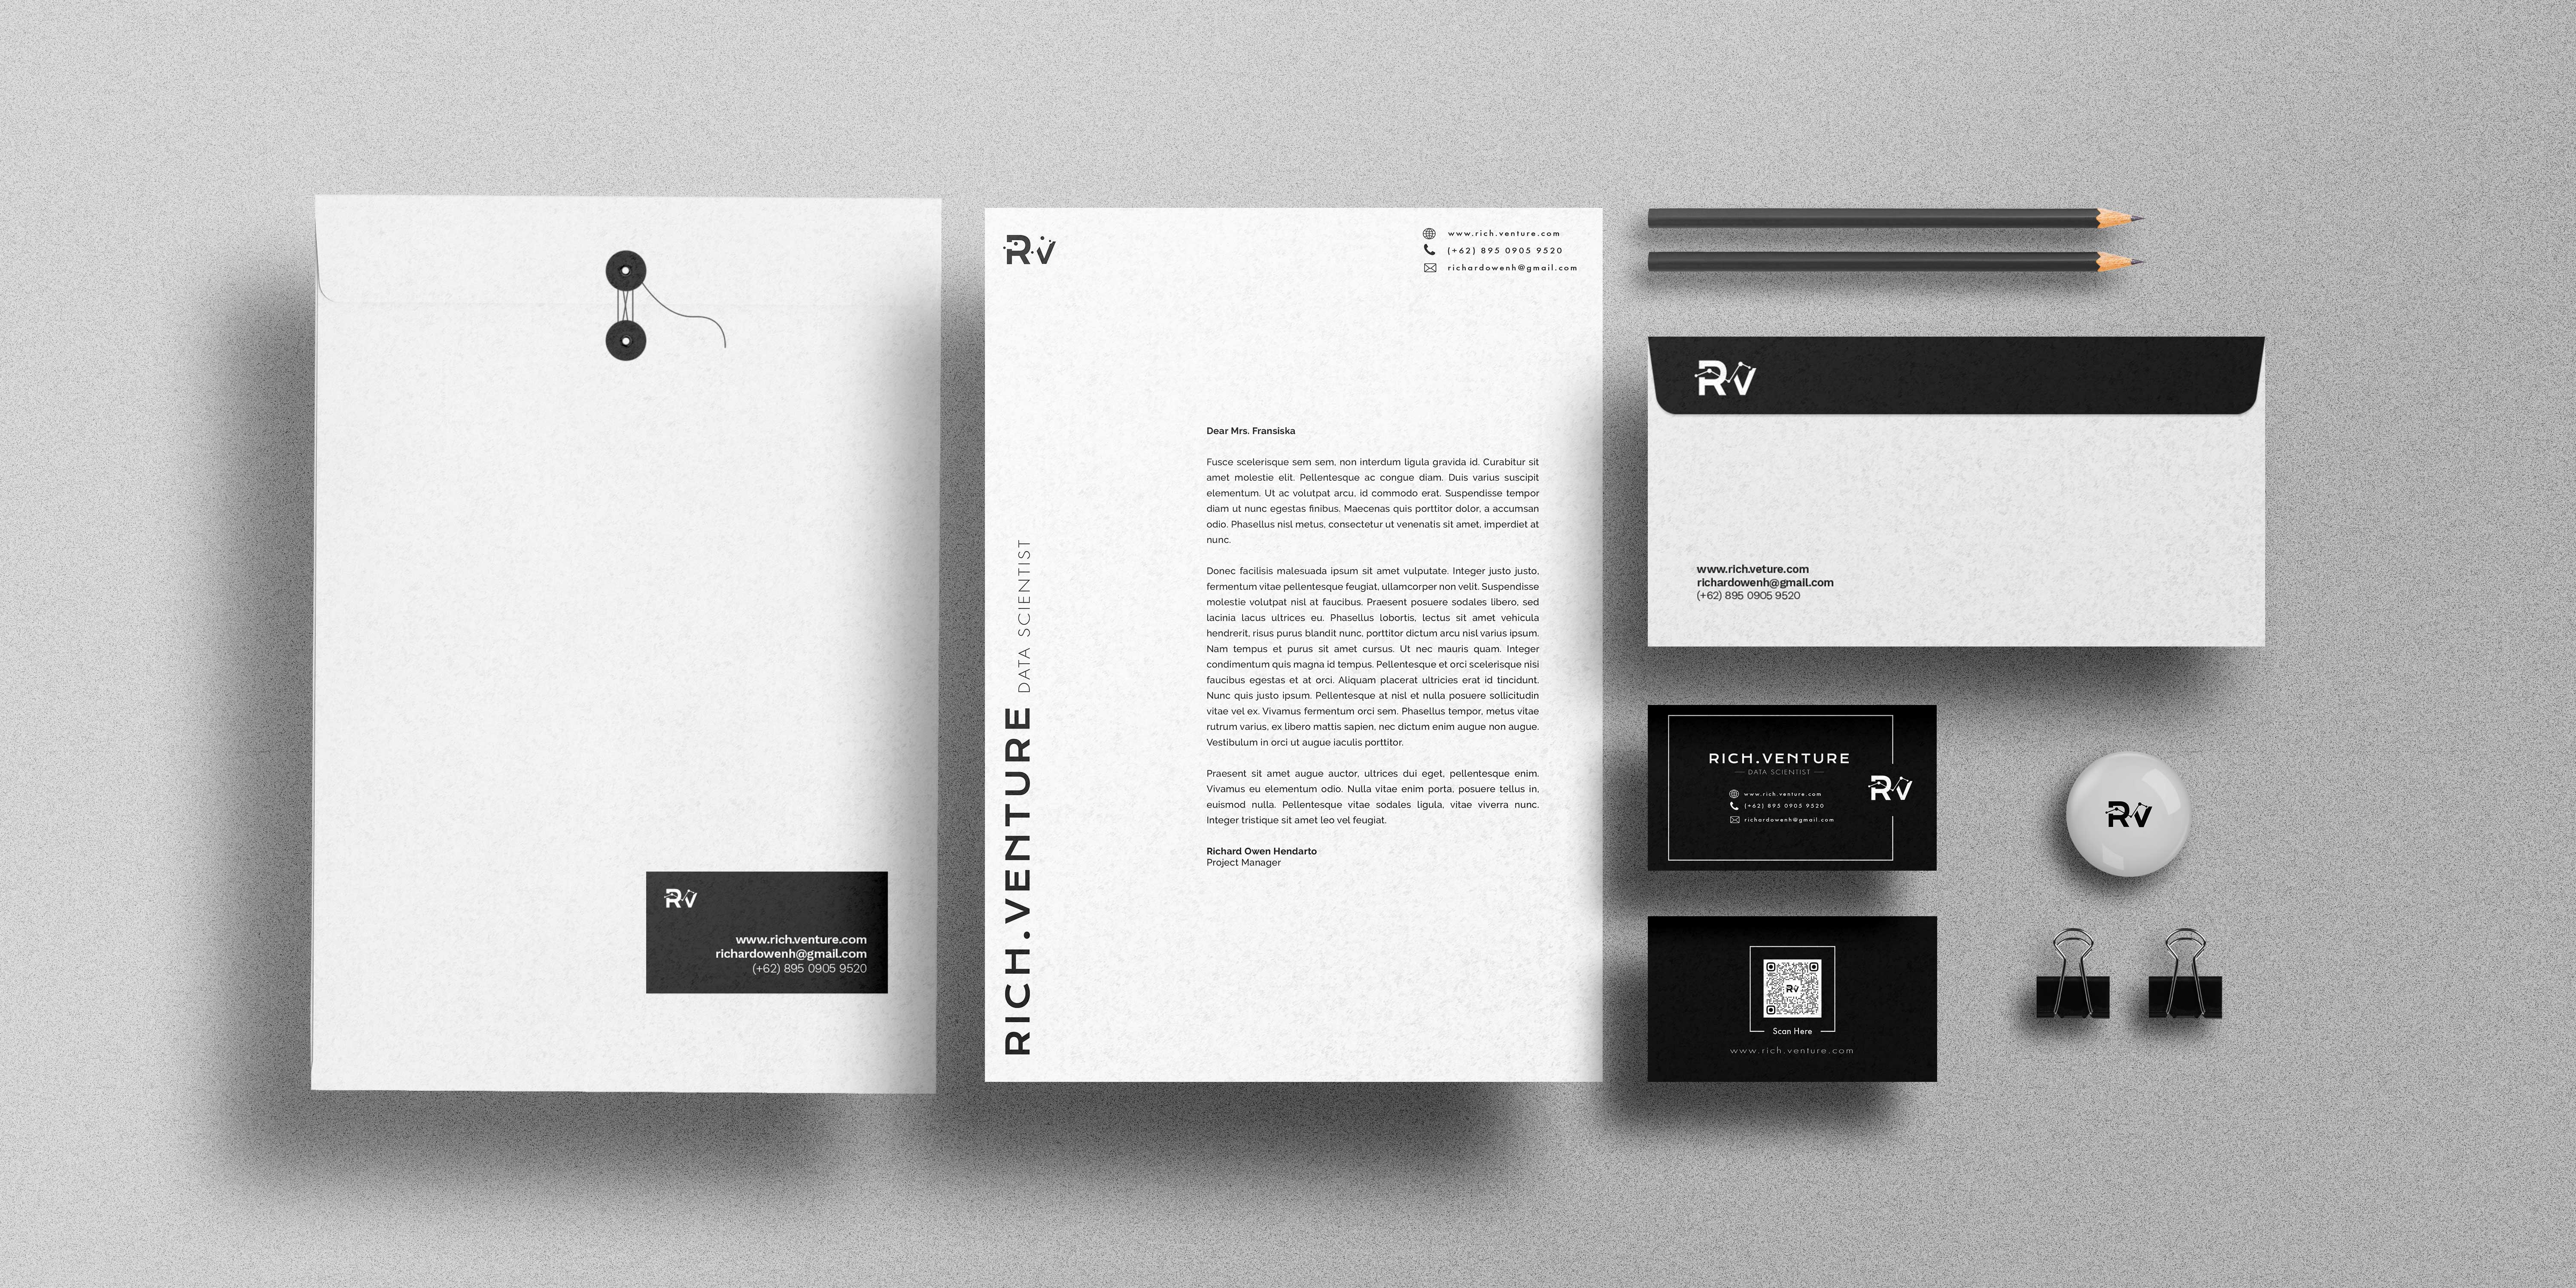 RV
www.rich.venture.com
richardowenh@gmail.com
(+62) 895 0905 9520
RV
www.rich.venture.com
(+62) 895 0905 9520
richardowenh@gmail.com
RICH.VENTURE DATA SCIENTIST
Dear Mrs. Fransiska
Fusce scelerisque sem sem, non interdum ligula gravida id. Curabitur sit
amet molestie elit. Pellentesque ac congue diam. Duis varius suscipit
elementum. Ut ac volutpat arcu, id commodo erat. Suspendisse tempor
diam ut nunc egestas finibus. Maecenas quis porttitor dolor, a accumsan
odio. Phasellus nisl metus, consectetur ut venenatis sit amet, imperdiet at
nunc.
Donec facilisis malesuada ipsum sit amet vulputate. Integer justo justo,
fermentum vitae pellentesque feugiat, ullamcorper non velit. Suspendisse
molestie volutpat nisl at faucibus. Praesent posuere sodales libero, sed
lacinia lacus ultrices eu. Phasellus lobortis, lectus sit amet vehicula
hendrerit, risus purus blandit nunc, porttitor dictum arcu nisl varius ipsum.
Nam tempus et purus sit amet cursus. Ut nec mauris quam. Integer
condimentum quis magna id tempus. Pellentesque et orci scelerisque nisi
faucibus egestas et at orci. Aliquam placerat ultricies erat id tincidunt.
Nunc quis justo ipsum. Pellentesque at nisl et nulla posuere sollicitudin
vitae vel ex. Vivamus fermentum orci sem. Phasellus tempor, metus vitae
rutrum varius, ex libero mattis sapien, nec dictum enim augue non augue.
Vestibulum in orci ut augue iaculis porttitor.
Praesent sit amet augue auctor, ultrices dui eget, pellentesque enim.
Vivamus eu elementum odio. Nulla vitae enim porta, posuere tellus in,
euismod nulla. Pellentesque vitae sodales ligula, vitae viverra nunc.
Integer tristique sit amet leo vel feugiat.
Richard Owen Hendarto
Project Manager
RV
www.rich.veture.com
richardowenh@gmail.com
(+62) 895 0905 9520
RICH.VENTURE
DATA SCIENTIST
www.rich.venture.com
(+62) 895 0905 9520
richardowenh@gmail.com
RV
RV
RV
Scan Here
www.rich.venture.com